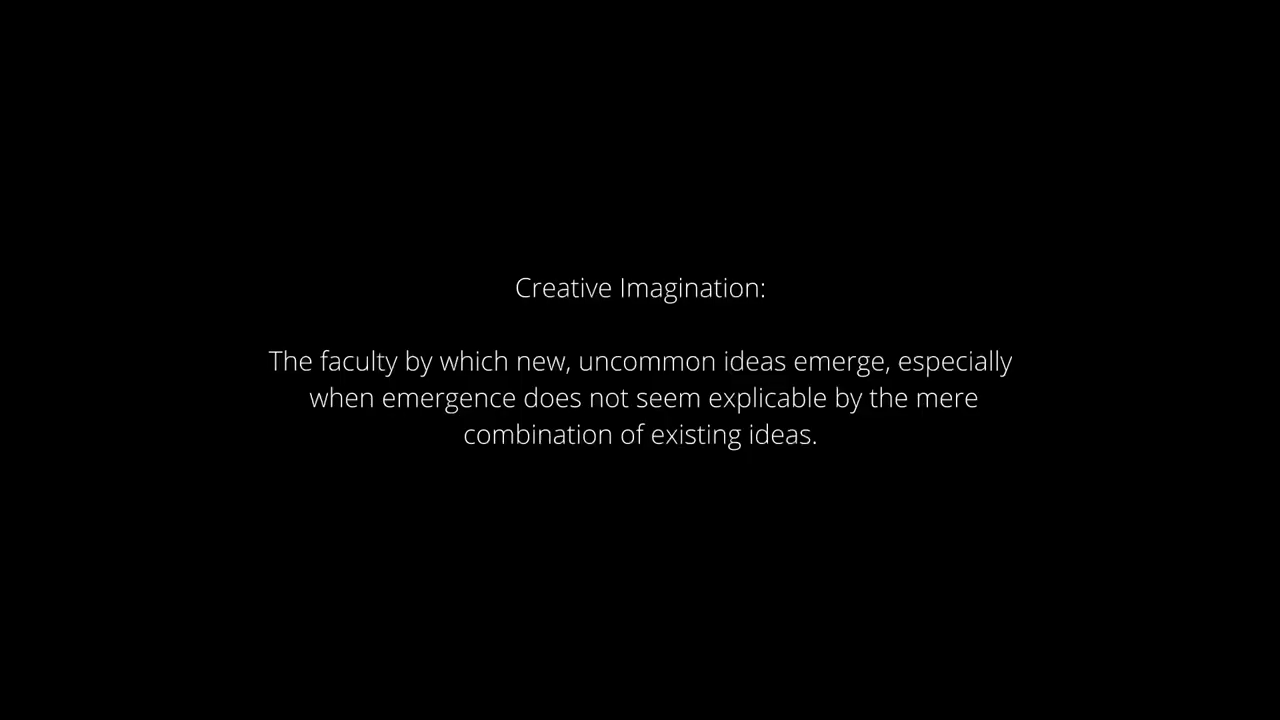 Creative Imagination:
The faculty by which new, uncommon ideas emerge, especially
when emergence does not seem explicable by the mere
combination of existing ideas.